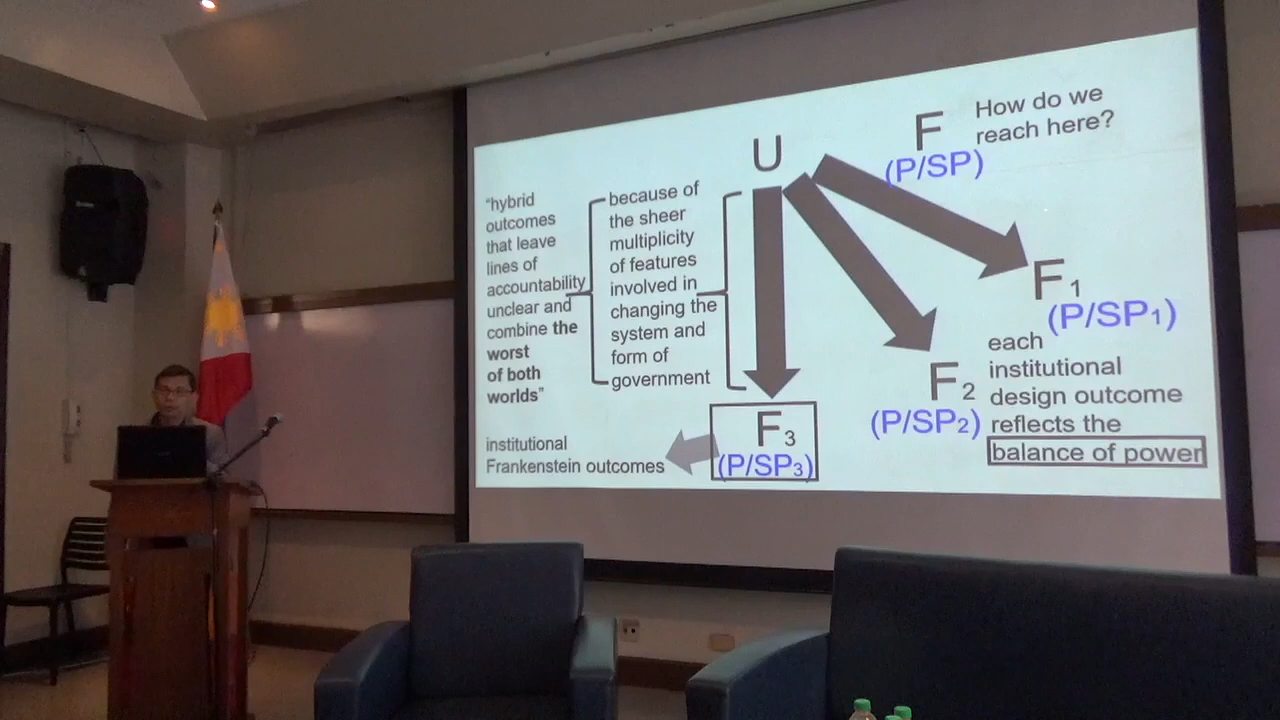 U
F
(P/SP)
How do we
reach here?
"hybrid
outcomes
that leave
lines of
accountability
unclear and
combine the
worst
of both
worlds"
because of
the sheer
multiplicity
of features
involved in
changing the
system and
form of
government
F1
(P/SP1)
F2
(P/SP2)
each
institutional
design outcome
reflects the
balance of power
F3
(P/SP3)
institutional
Frankenstein outcomes